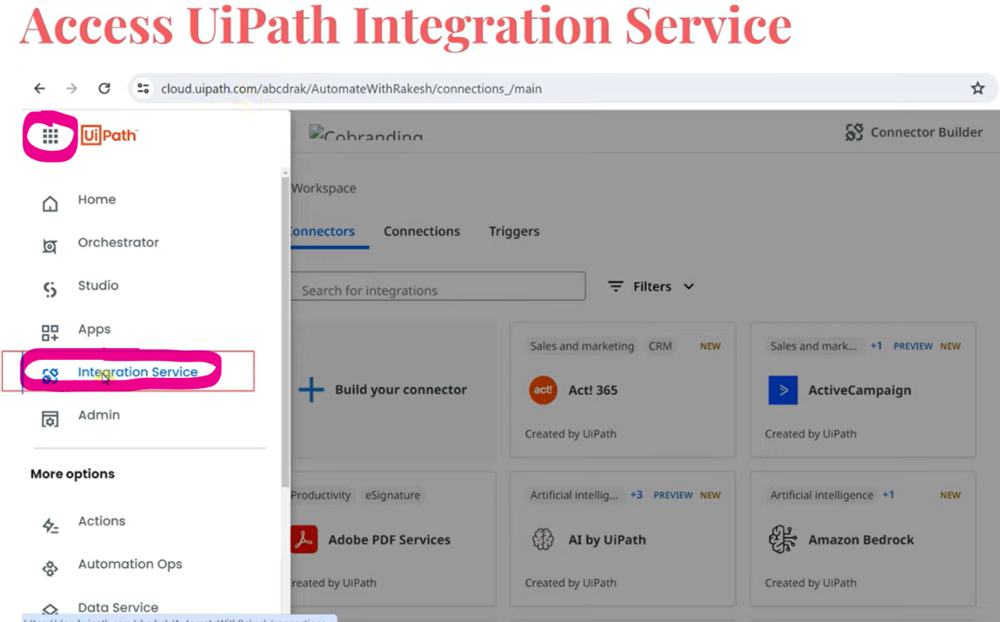 Access UiPath Integration Service
cloud.uipath.com/abcdrak/AutomateWithRakesh/connections_/main
UiPath™
Cobranding
Connector Builder
Home
Orchestrator
Studio
Apps
Integration Service
Admin
More options
Actions
Automation Ops
Data Service
Workspace
Connectors Connections Triggers
Search for integrations Filters
Build your connector
Sales and marketing CRM NEW
act! Act! 365
Created by UiPath
Sales and mark... +1 PREVIEW NEW
ActiveCampaign
Created by UiPath
Productivity eSignature
Adobe PDF Services
Created by UiPath
Artificial intellig... +3 PREVIEW NEW
AI by UiPath
Created by UiPath
Artificial intelligence +1 NEW
Amazon Bedrock
Created by UiPath